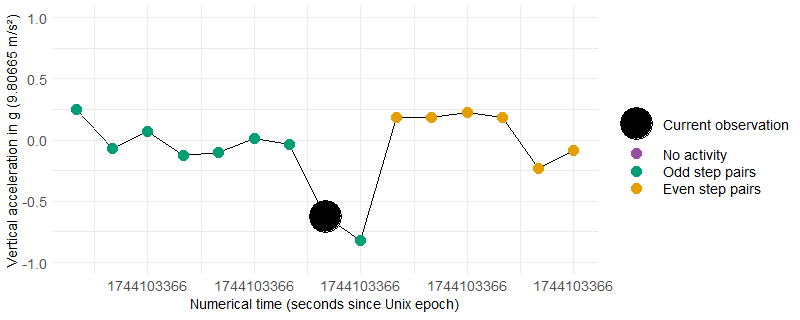 Vertical acceleration in g (9.80665 m/s²)
1.0
0.5
0.0
-0.5
-1.0
1744103366 1744103366 1744103366 1744103366 1744103366
Numerical time (seconds since Unix epoch)
Current observation
No activity
Odd step pairs
Even step pairs